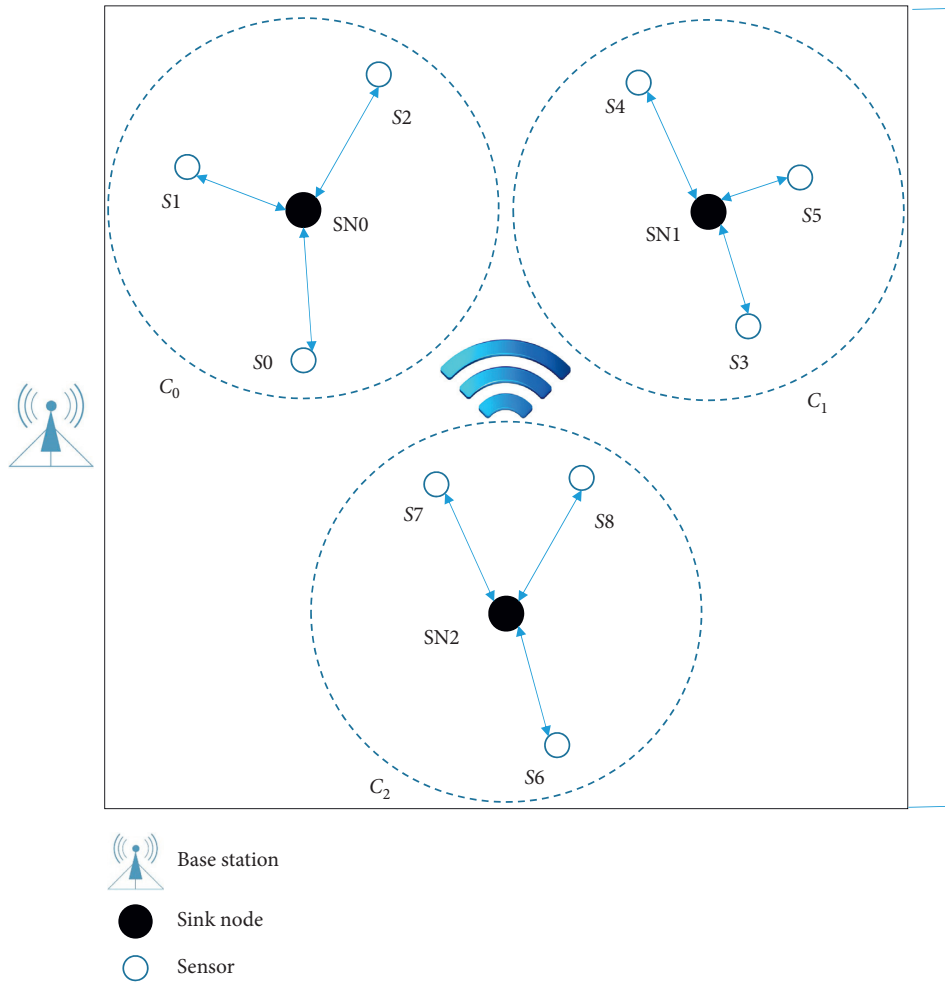 S2
S4
S1
S5
SN0
SN1
S0
S3
C0
C1
S7
S8
SN2
S6
C2
Base station
Sink node
Sensor